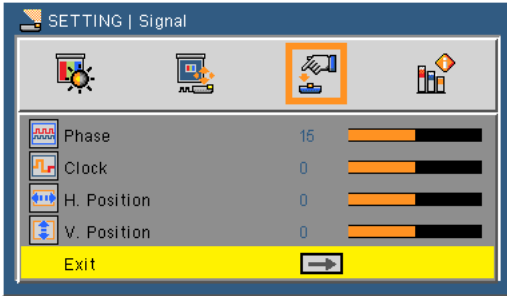 SETTING | Signal
Phase 15
Clock 0
H. Position 0
V. Position 0
Exit